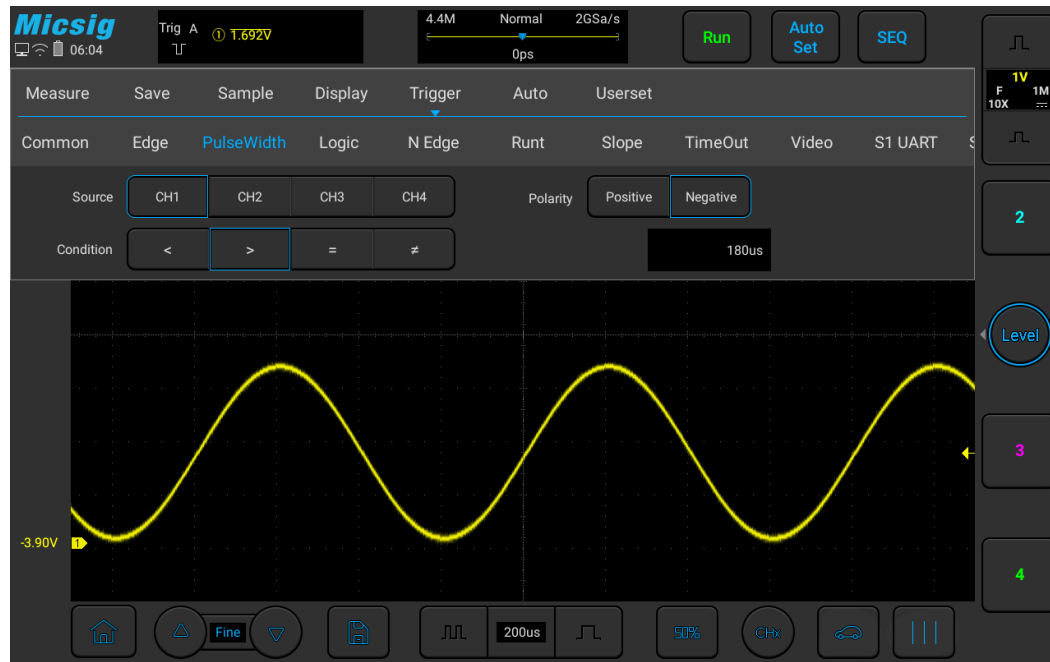 Micsig
06:04
Trig A
① 1.692V
4.4M Normal 2GSa/s
0ps
Run
Auto
Set
SEQ
1V
F 1M
10X
Measure Save Sample Display Trigger Auto Userset
Common Edge PulseWidth Logic N Edge Runt Slope TimeOut Video S1 UART
Source CH1 CH2 CH3 CH4 Polarity Positive Negative
Condition < > = ≠ 180us
2
Level
3
-3.90V 1
4
Fine
200us
50%
CHx